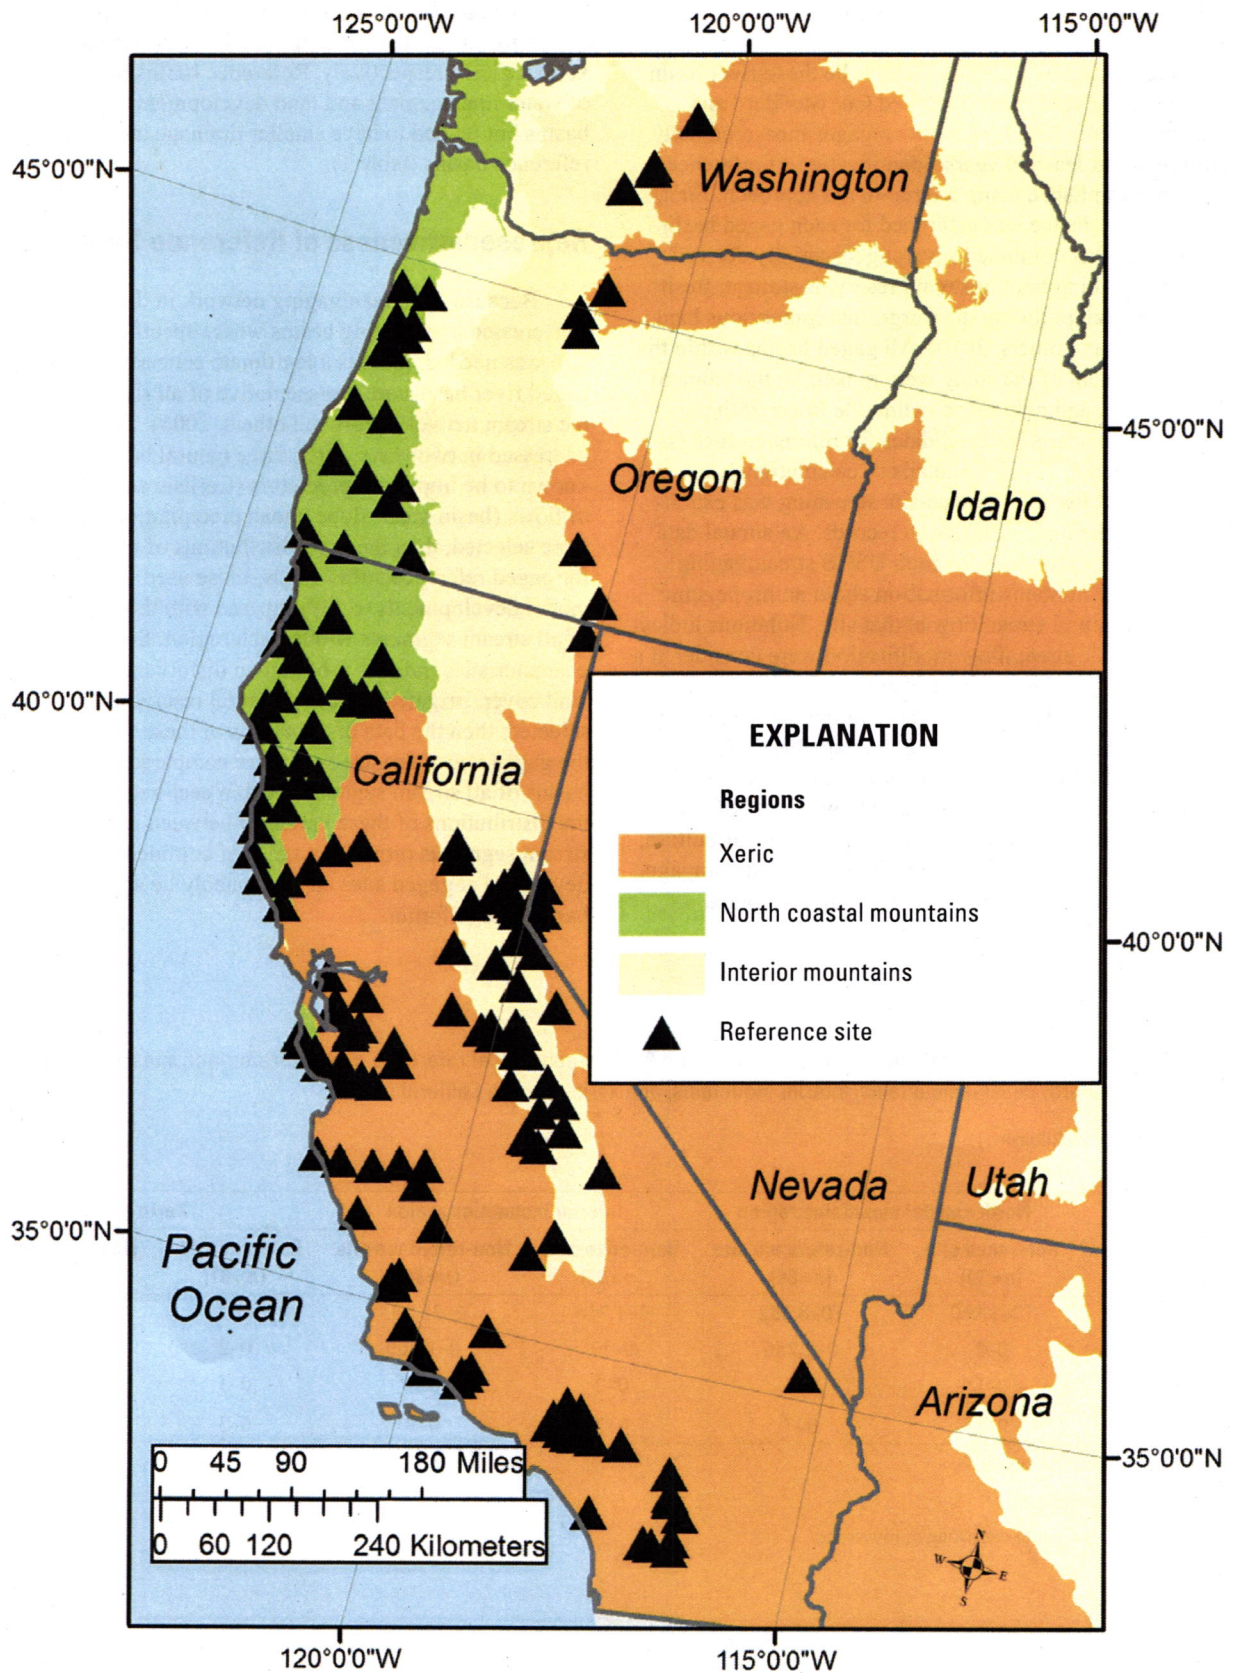 125°0'0"W 120°0'0"W 115°0'0"W
45°0'0"N
Washington
45°0'0"N
Oregon
Idaho
40°0'0"N
California
EXPLANATION
Regions
Xeric
North coastal mountains
40°0'0"N
Interior mountains
Reference site
Nevada
Utah
35°0'0"N
Pacific
Ocean
Arizona
35°0'0"N
0 45 90 180 Miles
0 60 120 240 Kilometers
N
W E
S
120°0'0"W 115°0'0"W